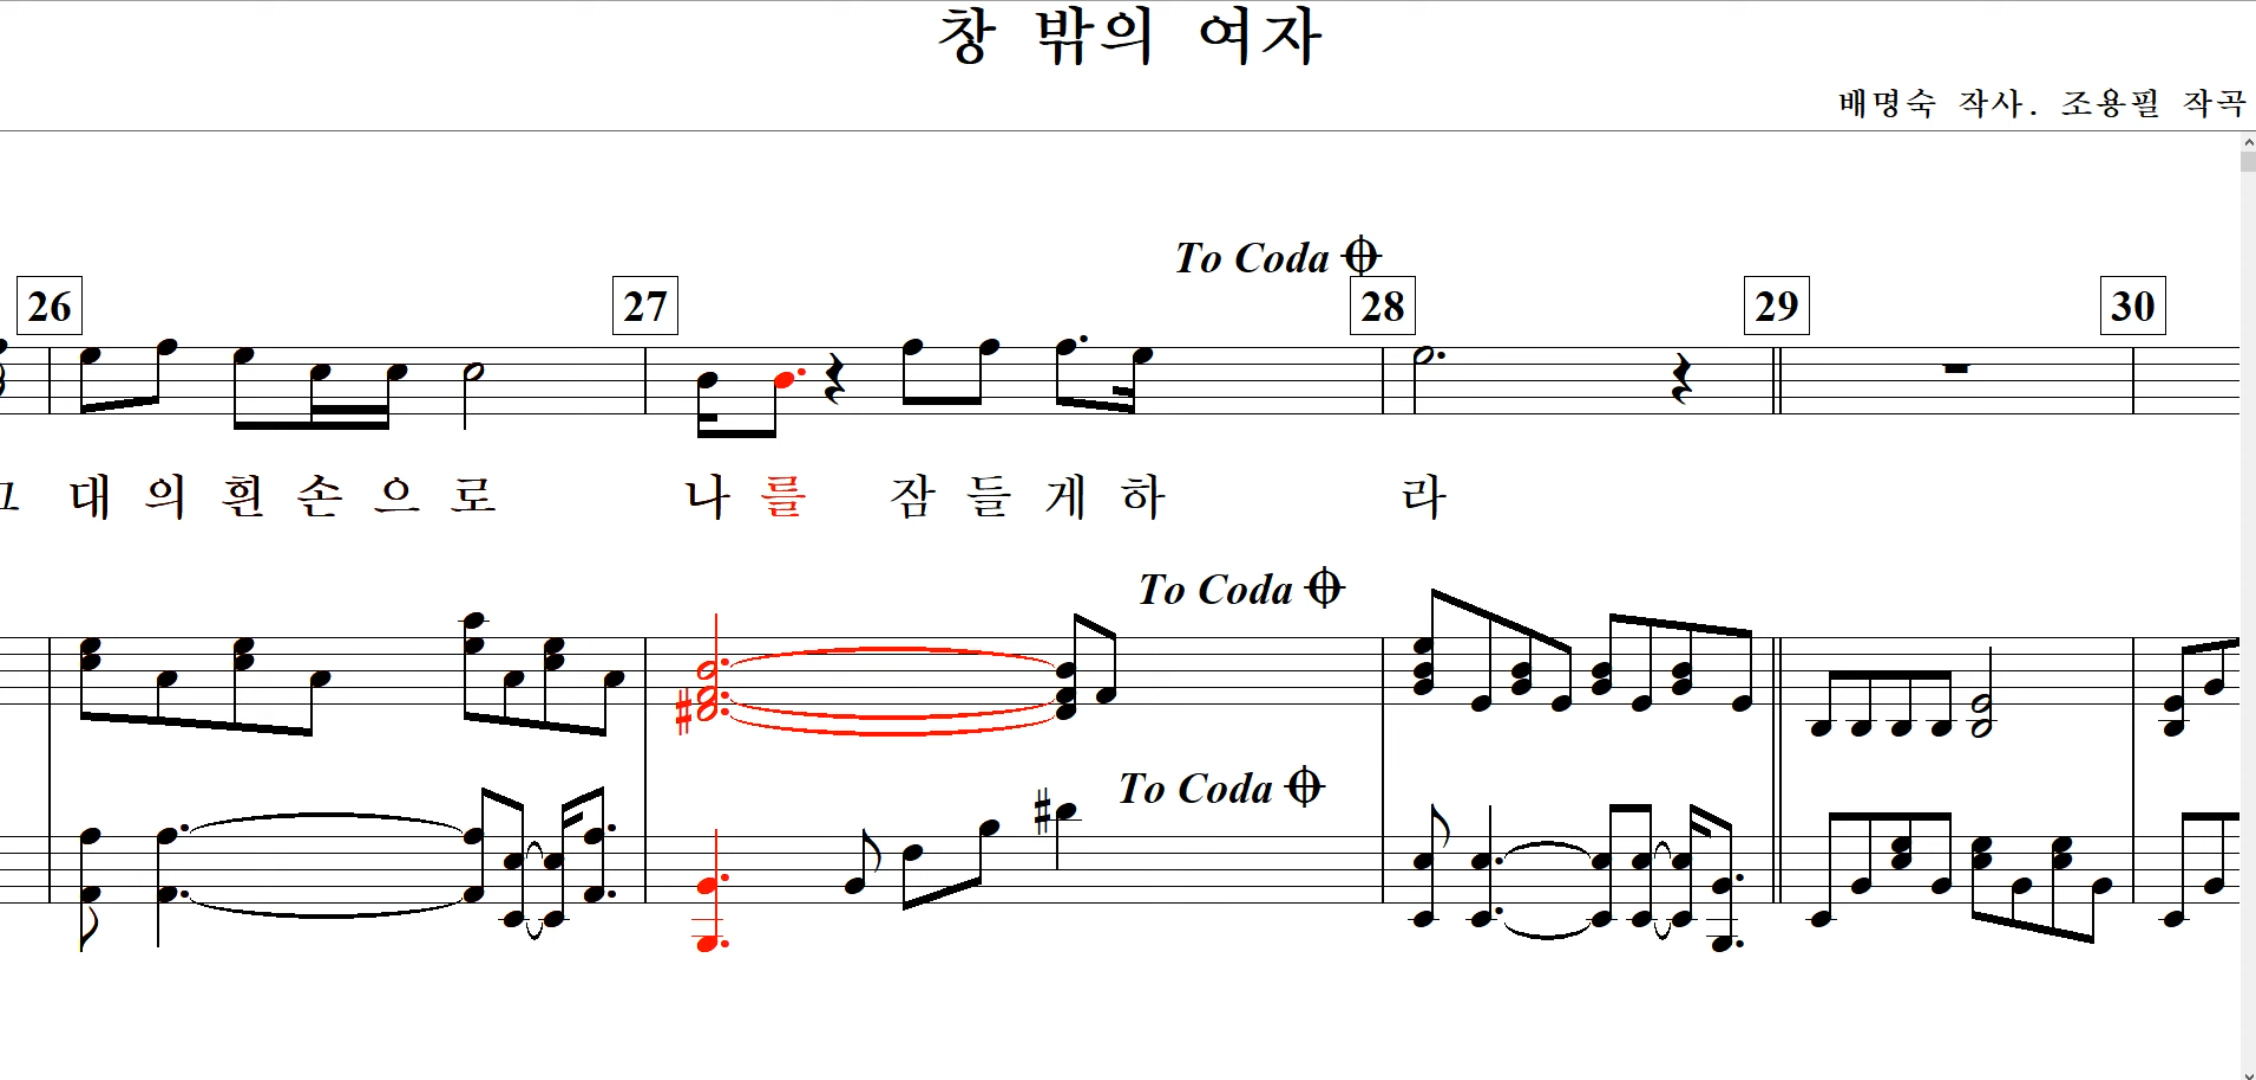 창 밖의 여자
배명숙 작사. 조용필 작곡
To Coda
26 27 28 29 30
대 의 흰 손 으 로 나 를 잠 들 게 하 라
To Coda
To Coda